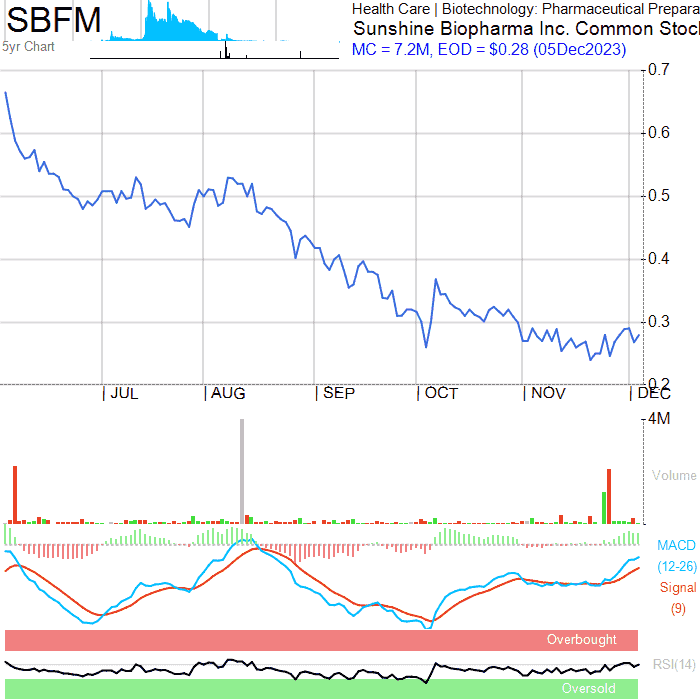 SBFM
5yr Chart
Health Care | Biotechnology: Pharmaceutical Prepara
Sunshine Biopharma Inc. Common Stoc
MC = 7.2M, EOD = $0.28 (05Dec2023)
0.7
0.6
0.5
0.4
0.3
0.2
| JUL | AUG | SEP | OCT | NOV | DEC
4M
Volume
MACD
(12-26)
Signal
(9)
Overbought
RSI(14)
Oversold